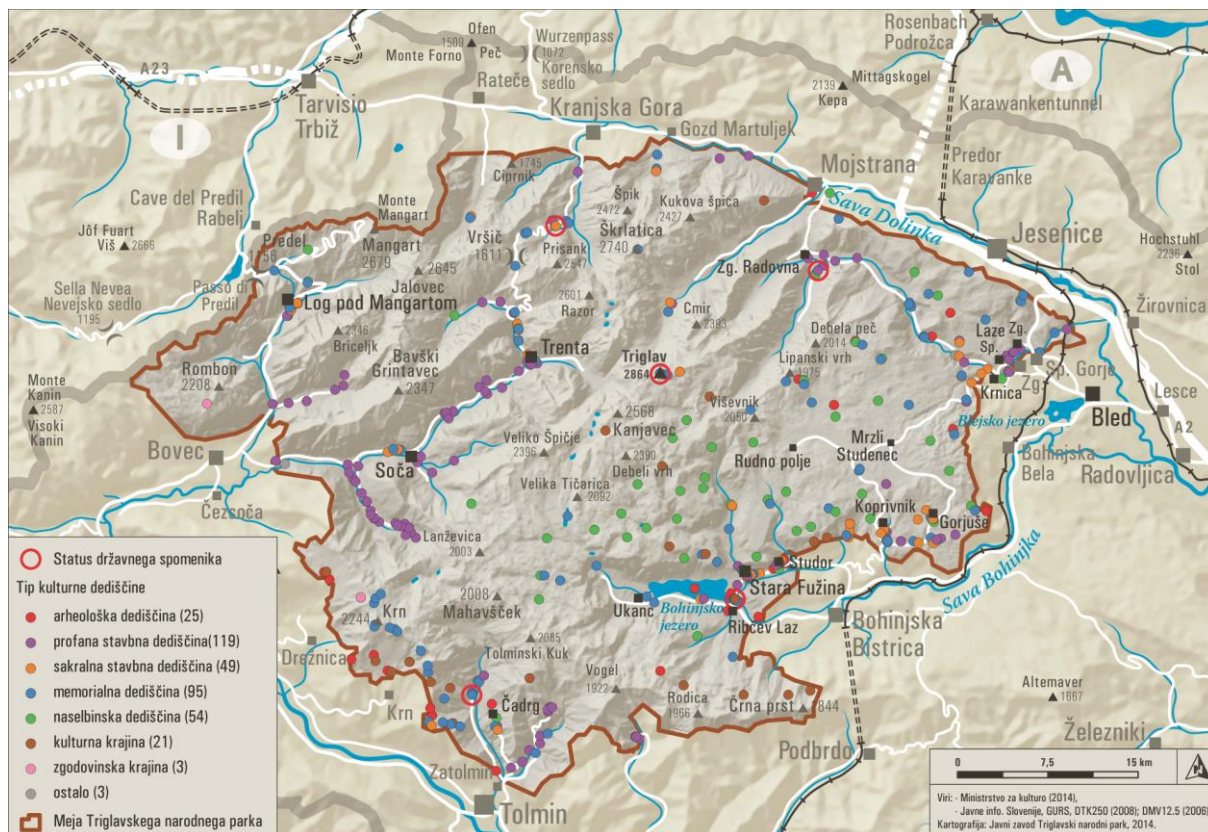 Ofen
1509
Peč
Monte Forno
Wurzenpass
1072
Korensko
sedlo
Rateče
A23
Tarvisio
Trbiž
I
Kranjska Gora
Gozd Martuljek
2139
Mittagskogel
Kepa
Rosenbach
Podrožca
A
Karawankentunnel
Predor
Karavanke
Mojstrana
Sava Dolinka
Jesenice
Hochstuhl
2236
Stol
Žirovnica
Cave del Predil
Rabelj
Jôf Fuart
Viš
2666
Monte
Mangart
1745
Ciprnik
Špik
2472
Kukova špica
2427
Škrlatica
2740
Vršič
1611
Prisank
2547
Predel
1156
Mangart
2679
2645
Jalovec
Passo di
Predil
Sella Nevea
Nevejsko sedlo
1195
Log pod Mangartom
2601
Razor
Zg. Radovna
Cmir
2393
Debela peč
2014
Lipanski vrh
1975
Laze
Zg.
Sp.
Sp. Gorje
Zg.
Krnica
Lesce
Bled
Blejsko jezero
A2
2346
Briceljk
Bavški
Grintavec
2347
Trenta
Triglav
2864
Rombon
2208
Monte
Kanin
2587
Visoki
Kanin
Viševnik
2050
2568
Kanjavec
Mrzli
Studenec
Rudno polje
Bohinjska
Bela
Radovljica
Bovec
Čezsoča
Soča
Veliko Špičje
2396
2390
Debeli vrh
Velika Tičarica
2092
Koprivnik
Gorjuše
Lanževica
2003
Studor
Stara Fužina
Sava Bohinjka
2008
Mahavšček
Ukanc
Bohinjsko
jezero
Ribčev Laz
Bohinjska
Bistrica
Krn
2244
Drežnica
2085
Tolminski Kuk
Vogel
1922
Rodica
1966
Črna prst
1844
Altemaver
1667
Krn
Čadrg
Železniki
Podbrdo
Zatolmin
Tolmin
Status državnega spomenika
Tip kulturne dediščine
arheološka dediščina (25)
profana stavbna dediščina(119)
sakralna stavbna dediščina (49)
memorialna dediščina (95)
naselbinska dediščina (54)
kulturna krajina (21)
zgodovinska krajina (3)
ostalo (3)
Meja Triglavskega narodnega parka
0 7,5 15 km
Viri: - Ministrstvo za kulturo (2014),
- Javne info. Slovenije, GURS, DTK250 (2008); DMV12.5 (2006)
Kartografija: Javni zavod Triglavski narodni park, 2014.